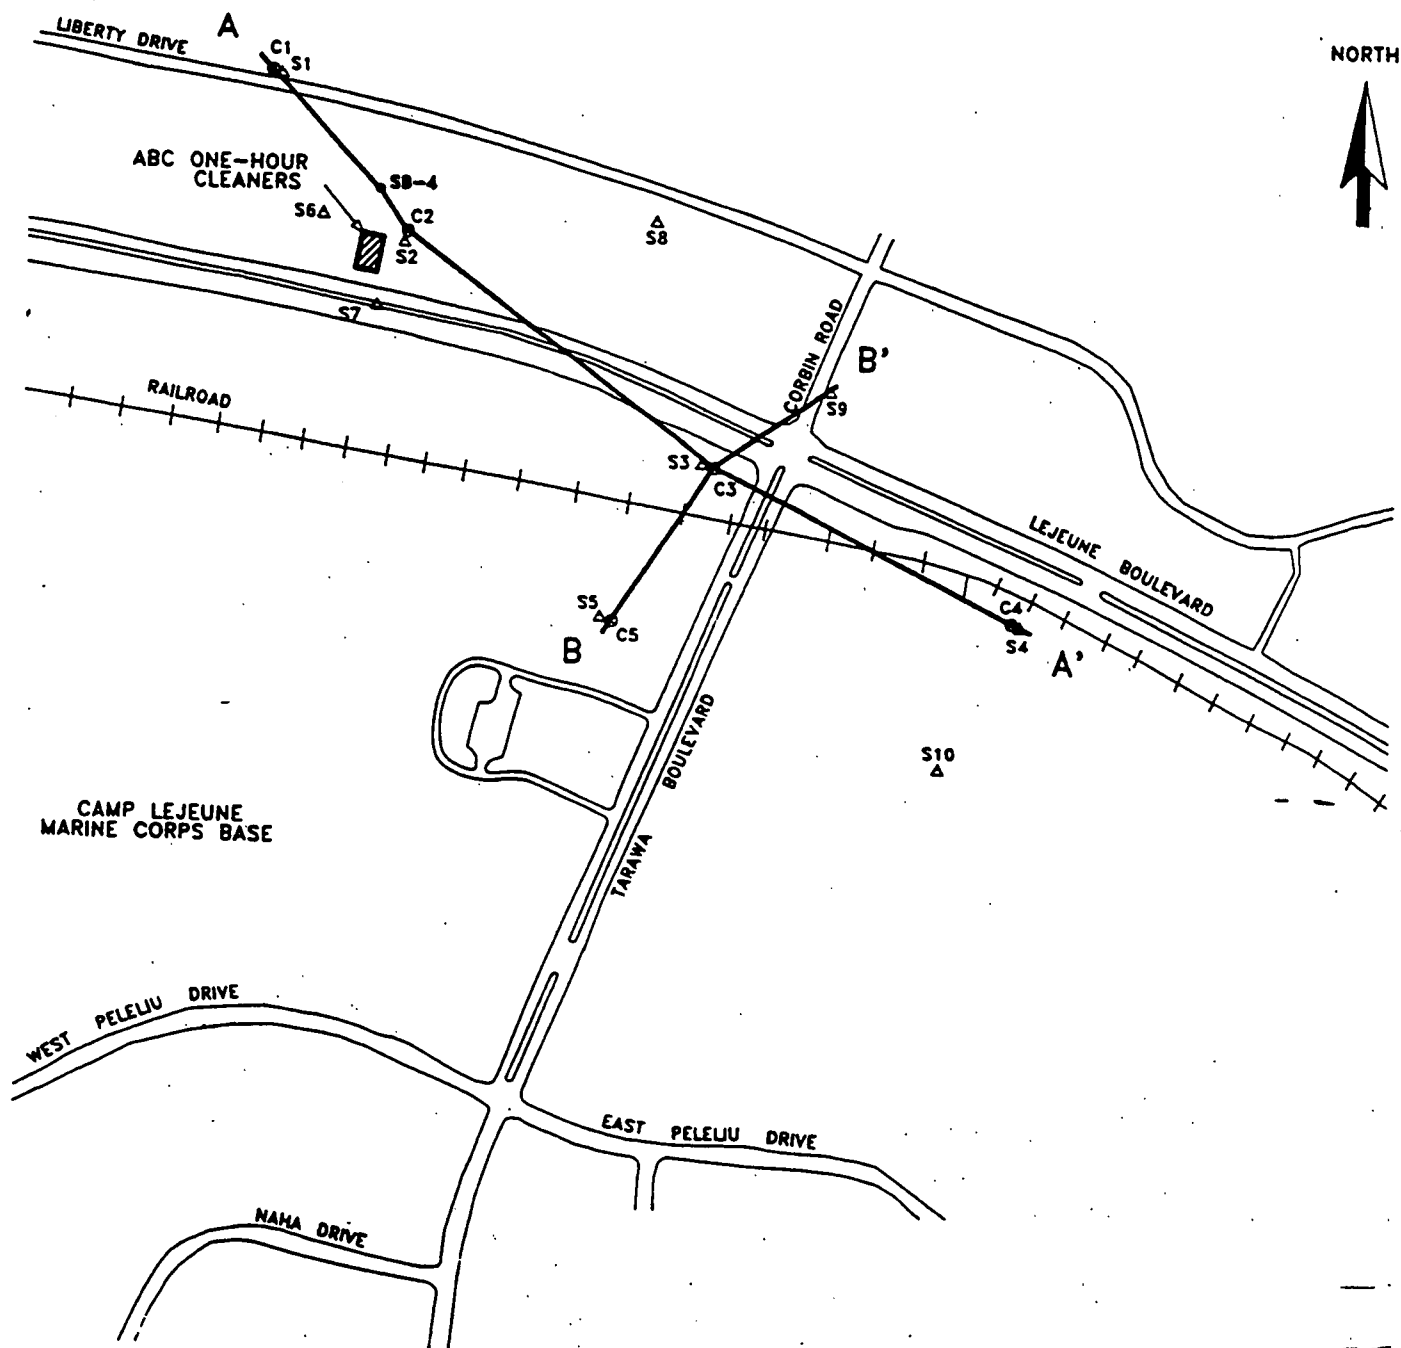 A
LIBERTY DRIVE
C1
S1
NORTH
ABC ONE-HOUR
CLEANERS
SB-4
S6
C2
S2
S8
S7
CORBIN ROAD
B'
S9
RAILROAD
S3
C3
LEJEUNE BOULEVARD
C4
S4
A'
S5
C5
B
TARAWA BOULEVARD
S10
CAMP LEJEUNE
MARINE CORPS BASE
WEST PELELIU DRIVE
EAST PELELIU DRIVE
NAHA DRIVE